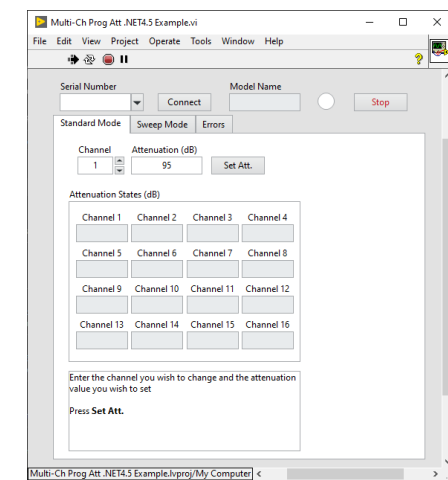 Multi-Ch Prog Att .NET4.5 Example.vi
File Edit View Project Operate Tools Window Help
Serial Number Model Name
Connect Stop
Standard Mode Sweep Mode Errors
Channel Attenuation (dB)
1 95 Set Att.
Attenuation States (dB)
Channel 1 Channel 2 Channel 3 Channel 4
Channel 5 Channel 6 Channel 7 Channel 8
Channel 9 Channel 10 Channel 11 Channel 12
Channel 13 Channel 14 Channel 15 Channel 16
Enter the channel you wish to change and the attenuation
value you wish to set
Press Set Att.
Multi-Ch Prog Att .NET4.5 Example.lvproj/My Computer